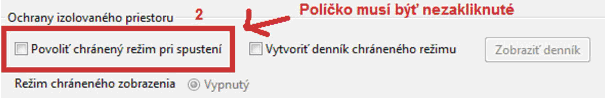 Políčko musí byť nezakliknuté
Ochrany izolovaného priestoru 2
Povoliť chránený režim pri spustení Vytvoriť denník chráneného režimu Zobraziť denník
Režim chráneného zobrazenia Vypnutý